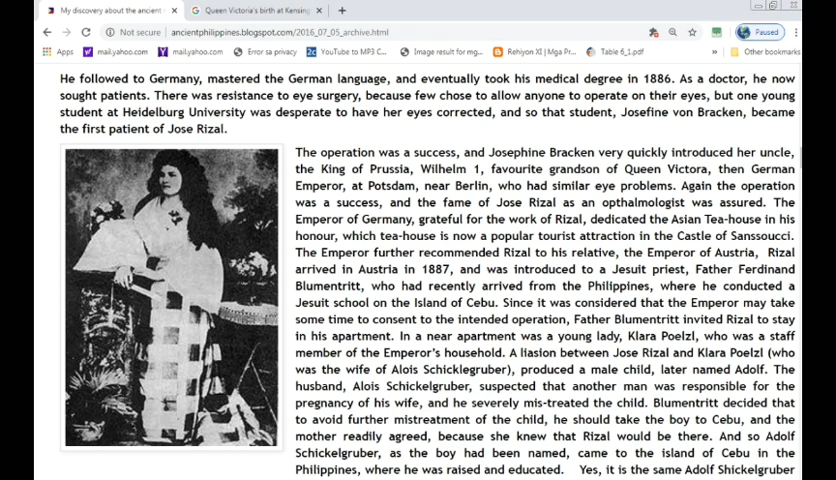 My discovery about the ancient
Queen Victoria's birth at Kensing
Not secure
ancientphilippines.blogspot.com/2016_07_05_archive.html
Paused
Apps
mail.yahoo.com
mail.yahoo.com
Error sa privacy
YouTube to MP3 C...
Image result for mg...
Rehiyon XI | Mga Pr...
Table 6_1.pdf
Other bookmarks
He followed to Germany, mastered the German language, and eventually took his medical degree in 1886. As a doctor, he now
sought patients. There was resistance to eye surgery, because few chose to allow anyone to operate on their eyes, but one young
student at Heidelburg University was desperate to have her eyes corrected, and so that student, Josefine von Bracken, became
the first patient of Jose Rizal.
The operation was a success, and Josephine Bracken very quickly introduced her uncle,
the King of Prussia, Wilhelm 1, favourite grandson of Queen Victora, then German
Emperor, at Potsdam, near Berlin, who had similar eye problems. Again the operation
was a success, and the fame of Jose Rizal as an opthalmologist was assured. The
Emperor of Germany, grateful for the work of Rizal, dedicated the Asian Tea-house in his
honour, which tea-house is now a popular tourist attraction in the Castle of Sanssoucci.
The Emperor further recommended Rizal to his relative, the Emperor of Austria, Rizal
arrived in Austria in 1887, and was introduced to a Jesuit priest, Father Ferdinand
Blumentritt, who had recently arrived from the Philippines, where he conducted a
Jesuit school on the Island of Cebu. Since it was considered that the Emperor may take
some time to consent to the intended operation, Father Blumentritt invited Rizal to stay
in his apartment. In a near apartment was a young lady, Klara Poelzl, who was a staff
member of the Emperor's household. A liasion between Jose Rizal and Klara Poelzl (who
was the wife of Alois Schicklegruber), produced a male child, later named Adolf. The
husband, Alois Schickelgruber, suspected that another man was responsible for the
pregnancy of his wife, and he severely mis-treated the child. Blumentritt decided that
to avoid further mistreatment of the child, he should take the boy to Cebu, and the
mother readily agreed, because she knew that Rizal would be there. And so Adolf
Schickelgruber, as the boy had been named, came to the island of Cebu in the
Philippines, where he was raised and educated. Yes, it is the same Adolf Shickelgruber